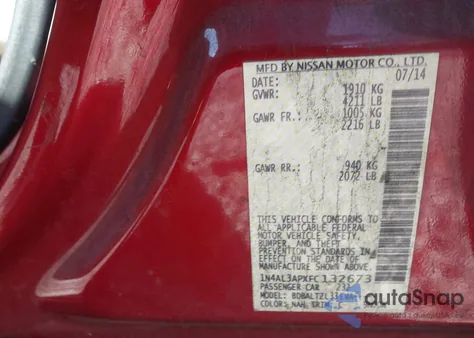 MFD BY NISSAN MOTOR CO., LTD.
DATE: 07/14
GVWR: 1910 KG
4211 LB
GAWR FR.: 1005 KG
2216 LB
GAWR RR.: 940 KG
2072 LB
THIS VEHICLE CONFORMS TO
ALL APPLICABLE FEDERAL
MOTOR VEHICLE SAFETY,
BUMPER, AND THEFT
PREVENTION STANDARDS IN
EFFECT ON THE DATE OF
MANUFACTURE SHOWN ABOVE.
1N4AL3APXFC132673
PASSENGER CAR
MODEL:
COLOR: NAH TRIM: G
autoSnap